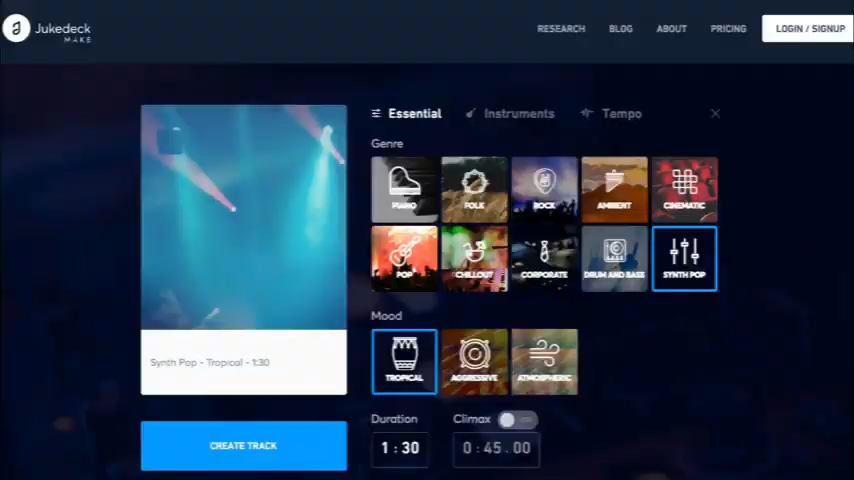 Jukedeck
MAKE
RESEARCH
BLOG
ABOUT
PRICING
LOGIN / SIGNUP
Essential
Instruments
Tempo
Genre
PIANO
FOLK
ROCK
AMBIENT
CINEMATIC
POP
CHILLOUT
CORPORATE
DRUM AND BASS
SYNTH POP
Mood
TROPICAL
AGGRESSIVE
ATMOSPHERIC
Synth Pop - Tropical - 1:30
Duration
Climax
1 : 30
0 : 45 . 00
CREATE TRACK